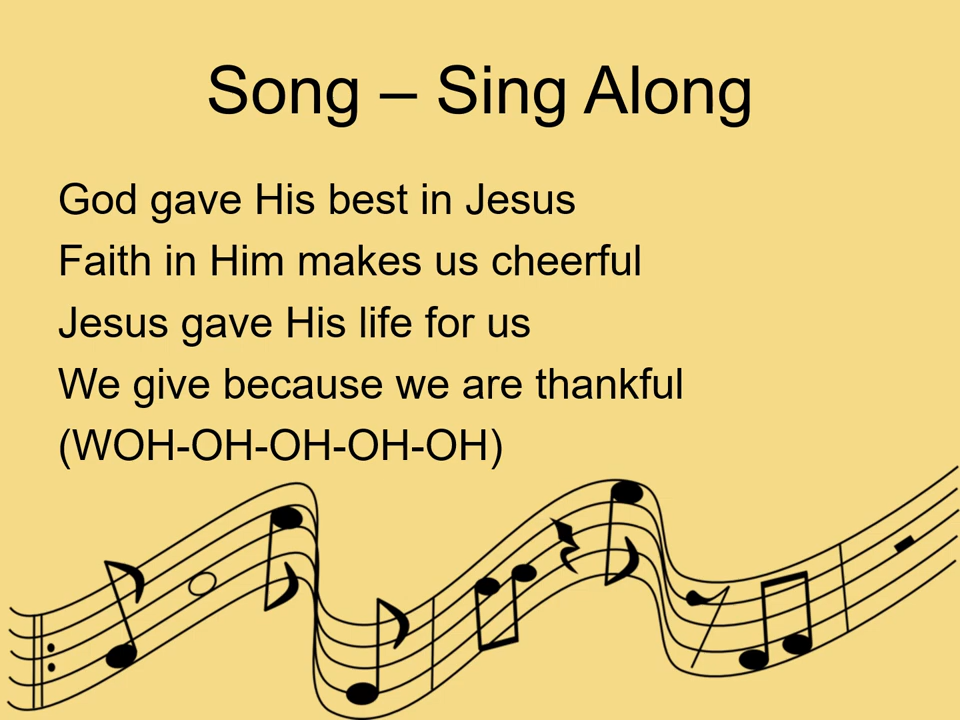 Song – Sing Along
God gave His best in Jesus
Faith in Him makes us cheerful
Jesus gave His life for us
We give because we are thankful
(WOH-OH-OH-OH-OH)